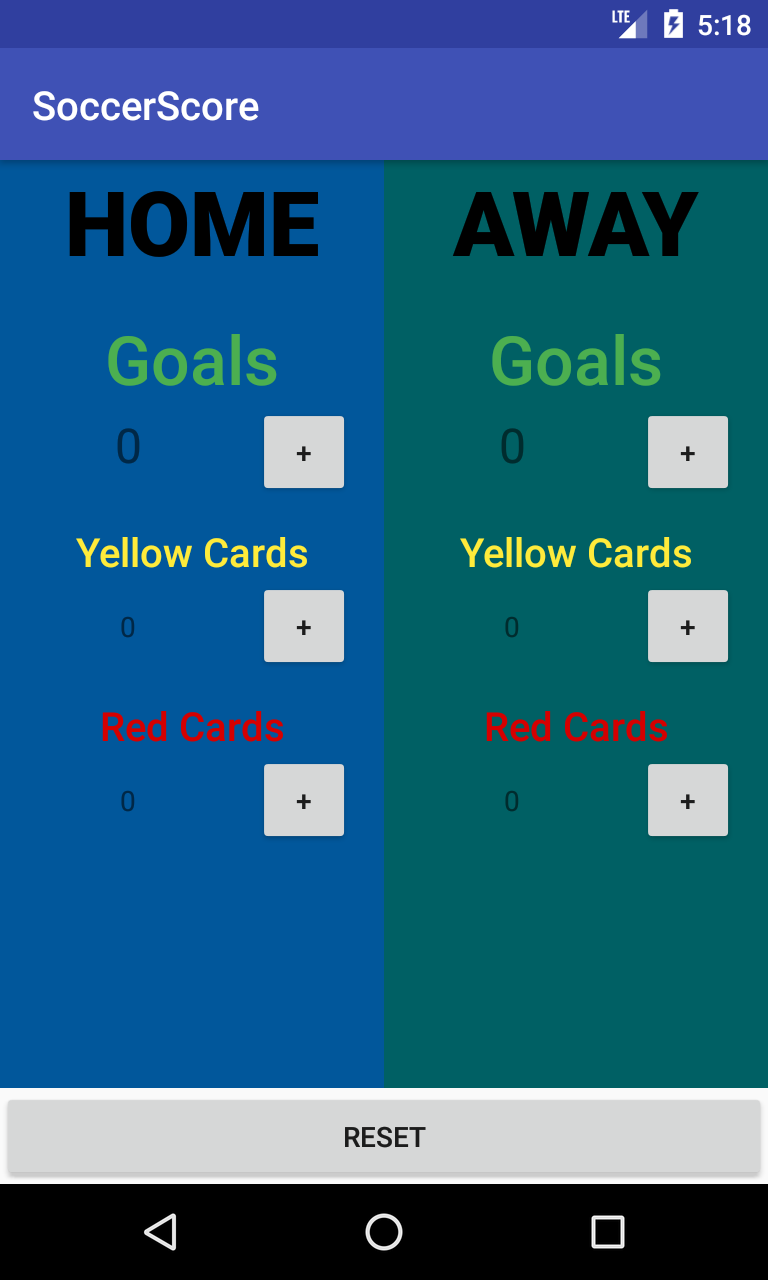 LTE 5:18
SoccerScore
HOME
Goals
0 +
Yellow Cards
0 +
Red Cards
0 +
AWAY
Goals
0 +
Yellow Cards
0 +
Red Cards
0 +
RESET